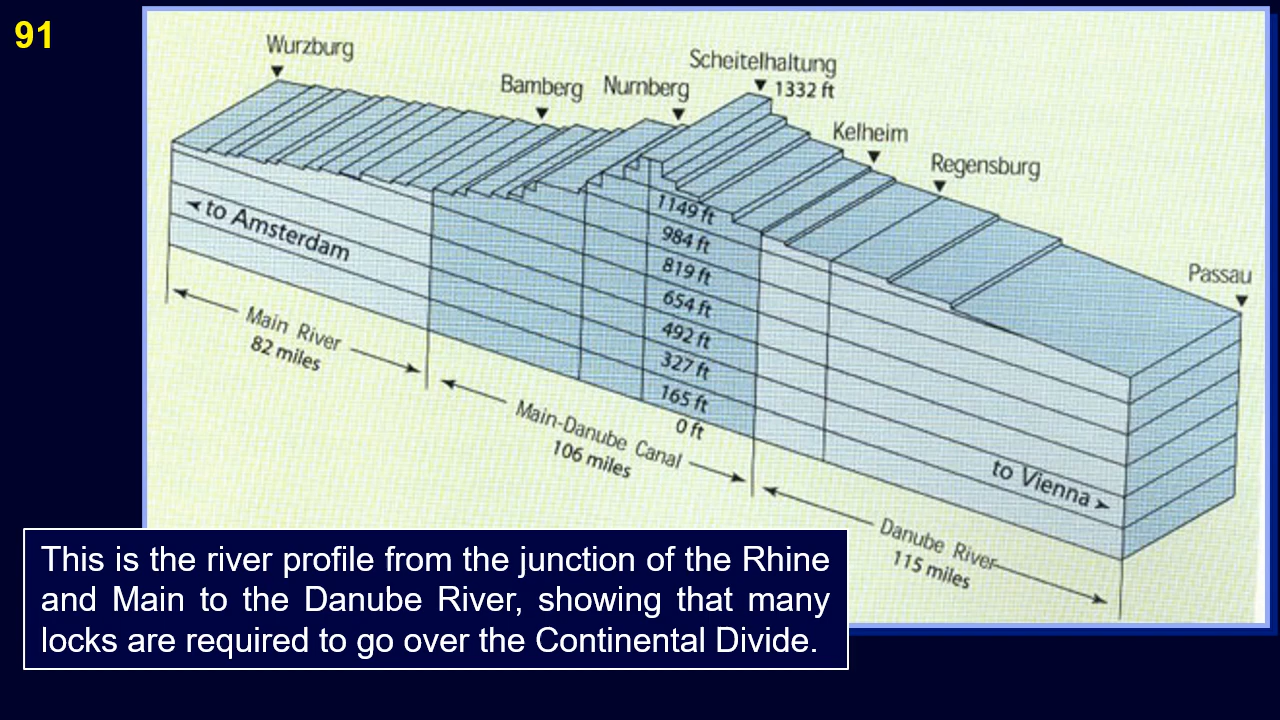 91
Wurzburg
Bamberg
Nurnberg
Scheitelhaltung
1332 ft
Kelheim
Regensburg
Passau
1149 ft
984 ft
819 ft
654 ft
492 ft
327 ft
165 ft
0 ft
to Amsterdam
to Vienna
Main River
82 miles
Main-Danube Canal
106 miles
Danube River
115 miles
This is the river profile from the junction of the Rhine
and Main to the Danube River, showing that many
locks are required to go over the Continental Divide.